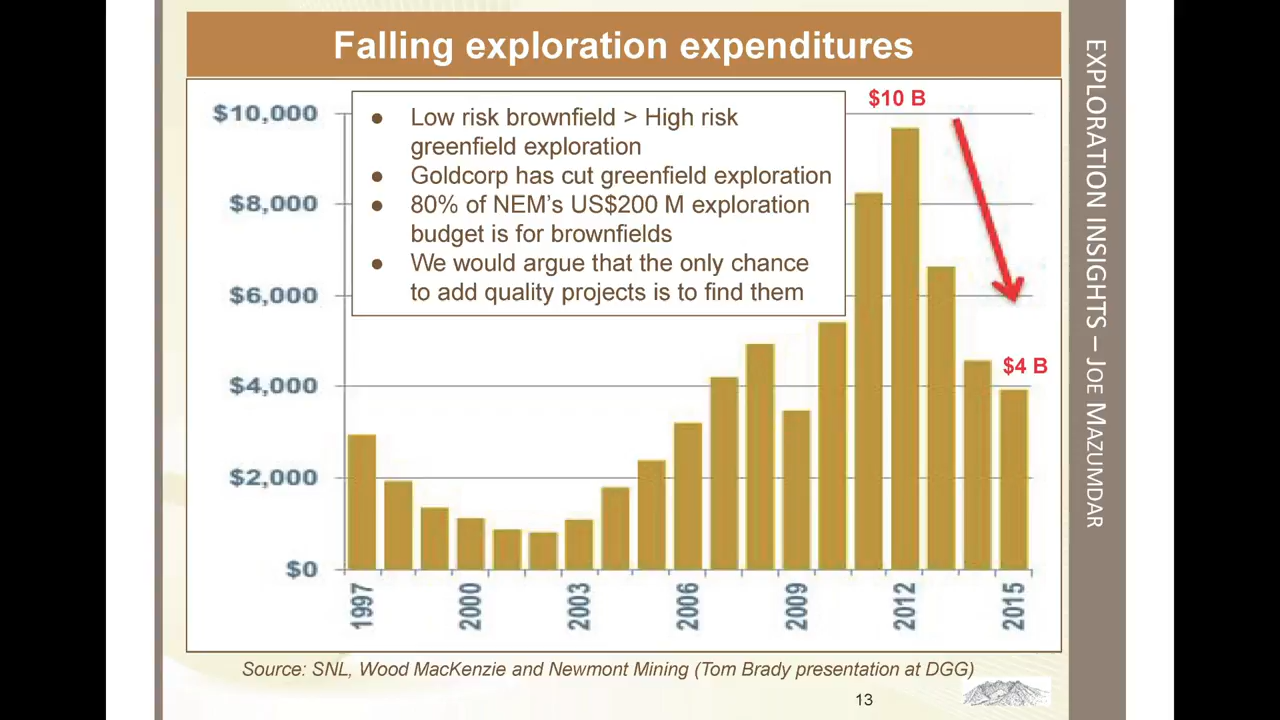 Falling exploration expenditures
$10 B
● Low risk brownfield > High risk
greenfield exploration
● Goldcorp has cut greenfield exploration
● 80% of NEM’s US$200 M exploration
budget is for brownfields
● We would argue that the only chance
to add quality projects is to find them
$10,000
$8,000
$6,000
$4,000
$2,000
$0
$4 B
1997
2000
2003
2006
2009
2012
2015
Source: SNL, Wood MacKenzie and Newmont Mining (Tom Brady presentation at DGG)
13
EXPLORATION INSIGHTS – JOE MAZUMDAR